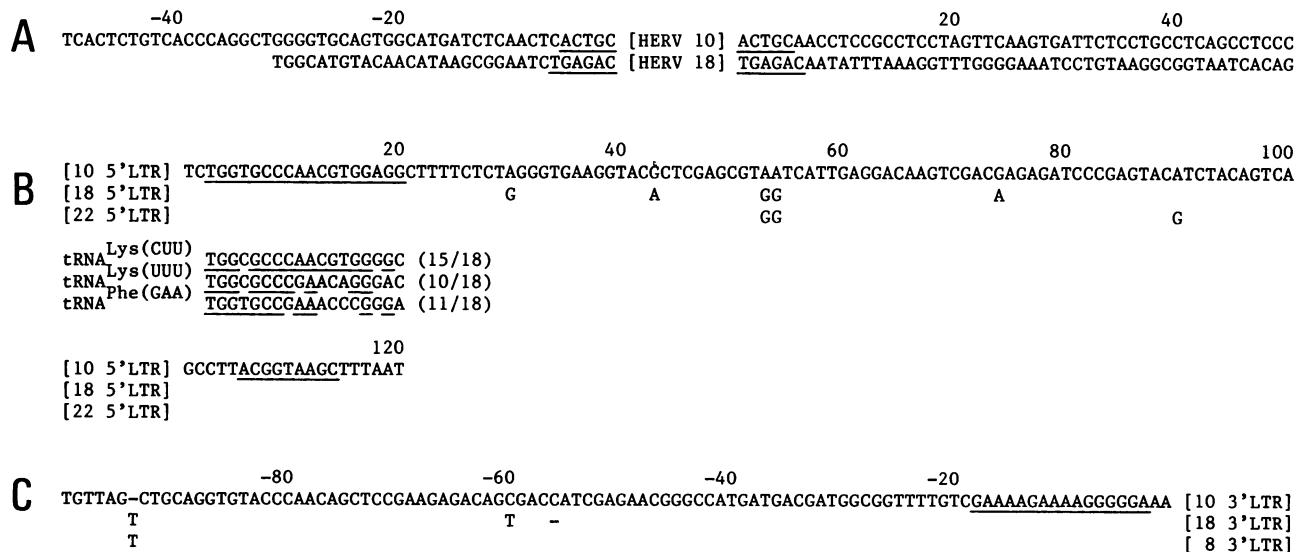 -40 -20 20 40
A TCACTCTGTCACCCAGGCTGGGGTGCAGTGGCATGATCTCAACTCACTGC [HERV 10] ACTGCAACCTCCGCCTCCTAGTTCAAGTGATTCTCCTGCCTCAGCCTCCC
TGGCATGTACAACATAAGCGGAATCTGAGAC [HERV 18] TGAGACAATATTTAAAGGTTTGGGGAAATCCTGTAAGGCGGTAATCACAG
20 40 60 80 100
B [10 5'LTR] TCTGGTGCCCAACGTGGAGGCTTTTCTCTAGGGTGAAGGTACGCTCGAGCGTAATCATTGAGGACAAGTCGACGAGAGATCCCGAGTACATCTACAGTCA
[18 5'LTR] G A GG A
[22 5'LTR] GG G
tRNALys(CUU) TGGCGCCCAACGTGGGGC (15/18)
tRNALys(UUU) TGGCGCCCGAACAGGGAC (10/18)
tRNAPhe(GAA) TGGTGCCGAAACCCGGGA (11/18)
120
[10 5'LTR] GCCTTACGGTAAGCTTTAAT
[18 5'LTR]
[22 5'LTR]
-80 -60 -40 -20
C TGTTAG-CTGCAGGTGTACCCAACAGCTCCGAAGAGACAGCGACCATCGAGAACGGGCCATGATGACGATGGCGGTTTTGTCGAAAAGAAAAGGGGGAAA [10 3'LTR]
T T - [18 3'LTR]
T [ 8 3'LTR]